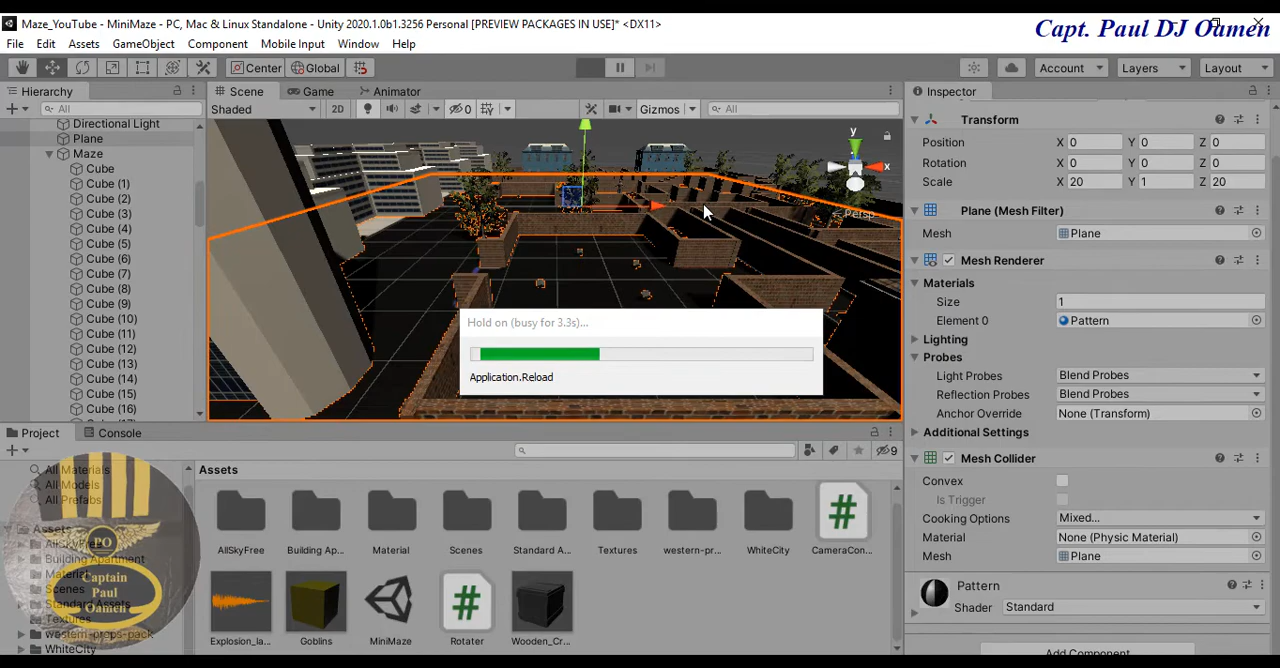 Maze_YouTube - MiniMaze - PC, Mac & Linux Standalone - Unity 2020.1.0b1.3256 Personal [PREVIEW PACKAGES IN USE]* <DX11>
Capt. Paul DJ Oamen
File Edit Assets GameObject Component Mobile Input Window Help
Center Global Account Layers Layout
Hierarchy Scene Game Animator Inspector
All Shaded 2D 0 Gizmos All
Directional Light
Plane
Maze
Cube
Cube (1)
Cube (2)
Cube (3)
Cube (4)
Cube (5)
Cube (6)
Cube (7)
Cube (8)
Cube (9)
Cube (10)
Cube (11)
Cube (12)
Cube (13)
Cube (14)
Cube (15)
Cube (16)
y
x
Persp
Hold on (busy for 3.3s)...
Application.Reload
Transform
Position X 0 Y 0 Z 0
Rotation X 0 Y 0 Z 0
Scale X 20 Y 1 Z 20
Plane (Mesh Filter)
Mesh Plane
Mesh Renderer
Materials
Size 1
Element 0 Pattern
Lighting
Probes
Light Probes Blend Probes
Reflection Probes Blend Probes
Anchor Override None (Transform)
Additional Settings
Mesh Collider
Convex
Is Trigger
Cooking Options Mixed...
Material None (Physic Material)
Mesh Plane
Pattern
Shader Standard
Add Component
Project Console
9
All Materials
All Models
All Prefabs
Assets
AllSkyFree
Building Apartment
Material
Scenes
Standard Assets
Textures
western-props-pack
WhiteCity
PO
Captain
Paul
Oamen
Assets
AllSkyFree Building Ap... Material Scenes Standard A... Textures western-pr... WhiteCity CameraCon...
Explosion_la... Goblins MiniMaze Rotater Wooden_Cr...